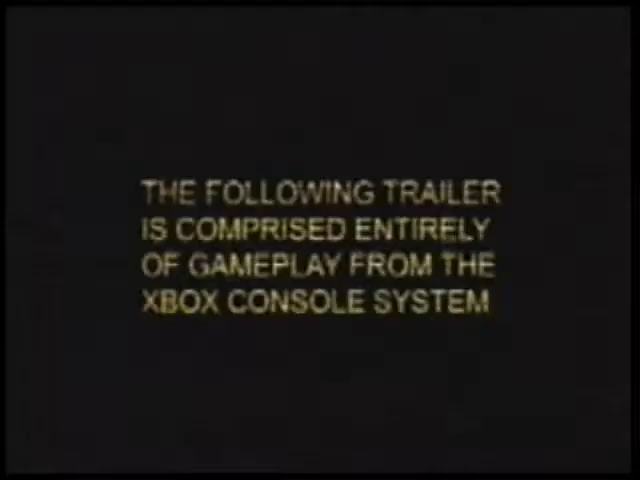 THE FOLLOWING TRAILER
IS COMPRISED ENTIRELY
OF GAMEPLAY FROM THE
XBOX CONSOLE SYSTEM